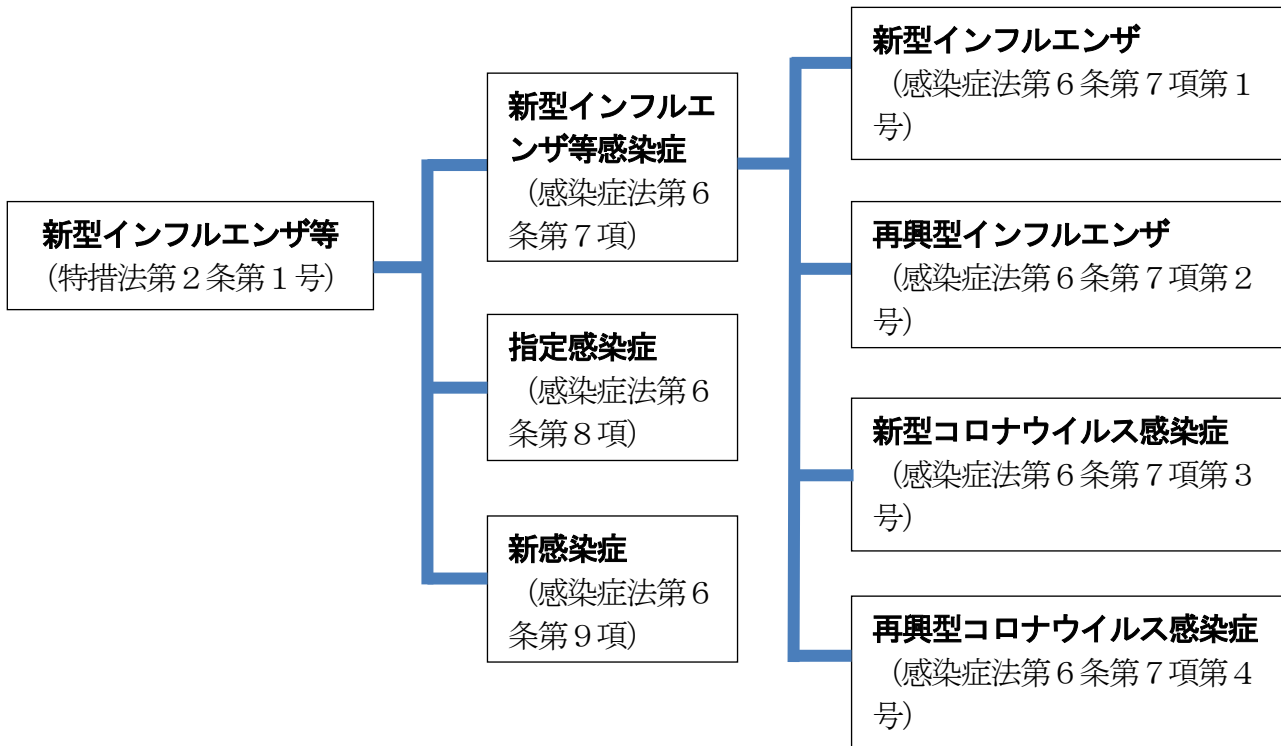 新型インフルエンザ等
（特措法第２条第１号）
新型インフルエ
ンザ等感染症
（感染症法第６
条第７項）
指定感染症
（感染症法第６
条第８項）
新感染症
（感染症法第６
条第９項）
新型インフルエンザ
（感染症法第６条第７項第１
号）
再興型インフルエンザ
（感染症法第６条第７項第２
号）
新型コロナウイルス感染症
（感染症法第６条第７項第３
号）
再興型コロナウイルス感染症
（感染症法第６条第７項第４
号）